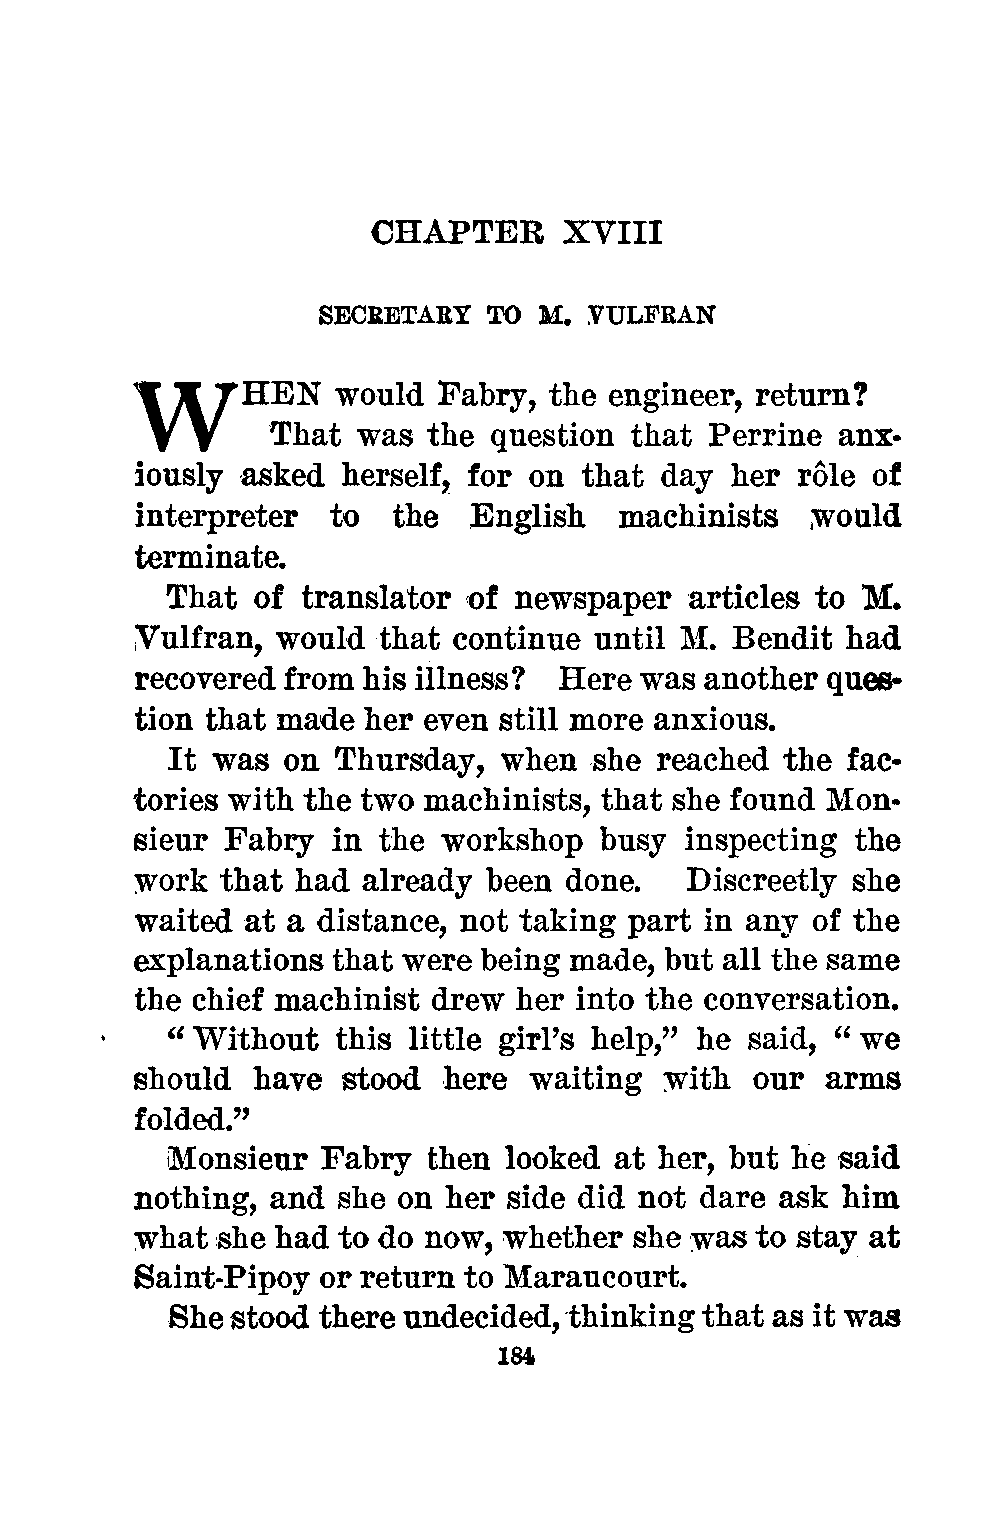 CHAPTER XVIII
SECRETARY TO M. VULFRAN
WHEN would Fabry, the engineer, return?
That was the question that Perrine anx-
iously asked herself, for on that day her rôle of
interpreter to the English machinists would
terminate.
That of translator of newspaper articles to M.
Vulfran, would that continue until M. Bendit had
recovered from his illness? Here was another ques-
tion that made her even still more anxious.
It was on Thursday, when she reached the fac-
tories with the two machinists, that she found Mon-
sieur Fabry in the workshop busy inspecting the
work that had already been done. Discreetly she
waited at a distance, not taking part in any of the
explanations that were being made, but all the same
the chief machinist drew her into the conversation.
"Without this little girl's help," he said, "we
should have stood here waiting with our arms
folded."
Monsieur Fabry then looked at her, but he said
nothing, and she on her side did not dare ask him
what she had to do now, whether she was to stay at
Saint-Pipoy or return to Maraucourt.
She stood there undecided, thinking that as it was
184